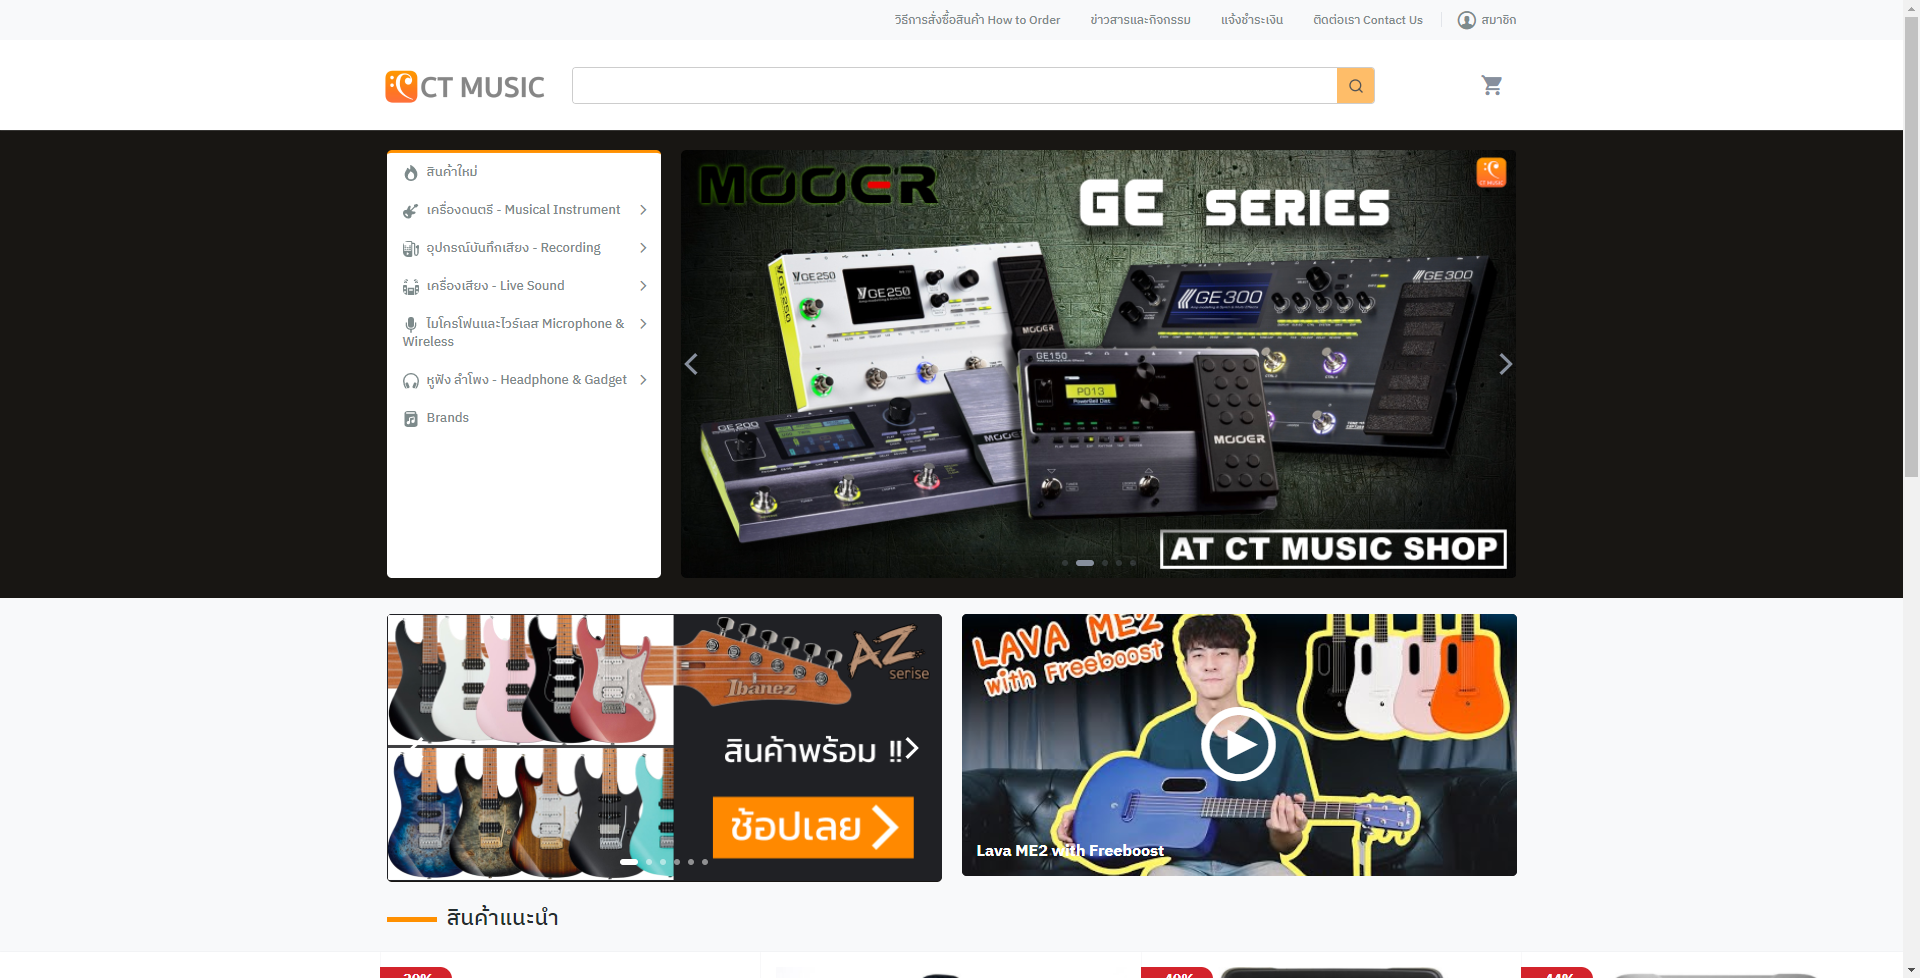 วิธีการสั่งซื้อสินค้า How to Order
ข่าวสารและกิจกรรม
แจ้งชำระเงิน
ติดต่อเรา Contact Us
สมาชิก
CT MUSIC
สินค้าใหม่
เครื่องดนตรี - Musical Instrument
อุปกรณ์บันทึกเสียง - Recording
เครื่องเสียง - Live Sound
ไมโครโฟนและไวร์เลส Microphone &
Wireless
หูฟัง ลำโพง - Headphone & Gadget
Brands
MOOER
GE SERIES
CT MUSIC
GE250
GE250
GE250
MOOER
GE300
GE300
GE150
P013
MOOER
GE200
MOOER
AT CT MUSIC SHOP
AZ
serise
Ibanez
สินค้าพร้อม !!
ช้อปเลย
LAVA ME2
with Freeboost
Lava ME2 with Freeboost
สินค้าแนะนำ